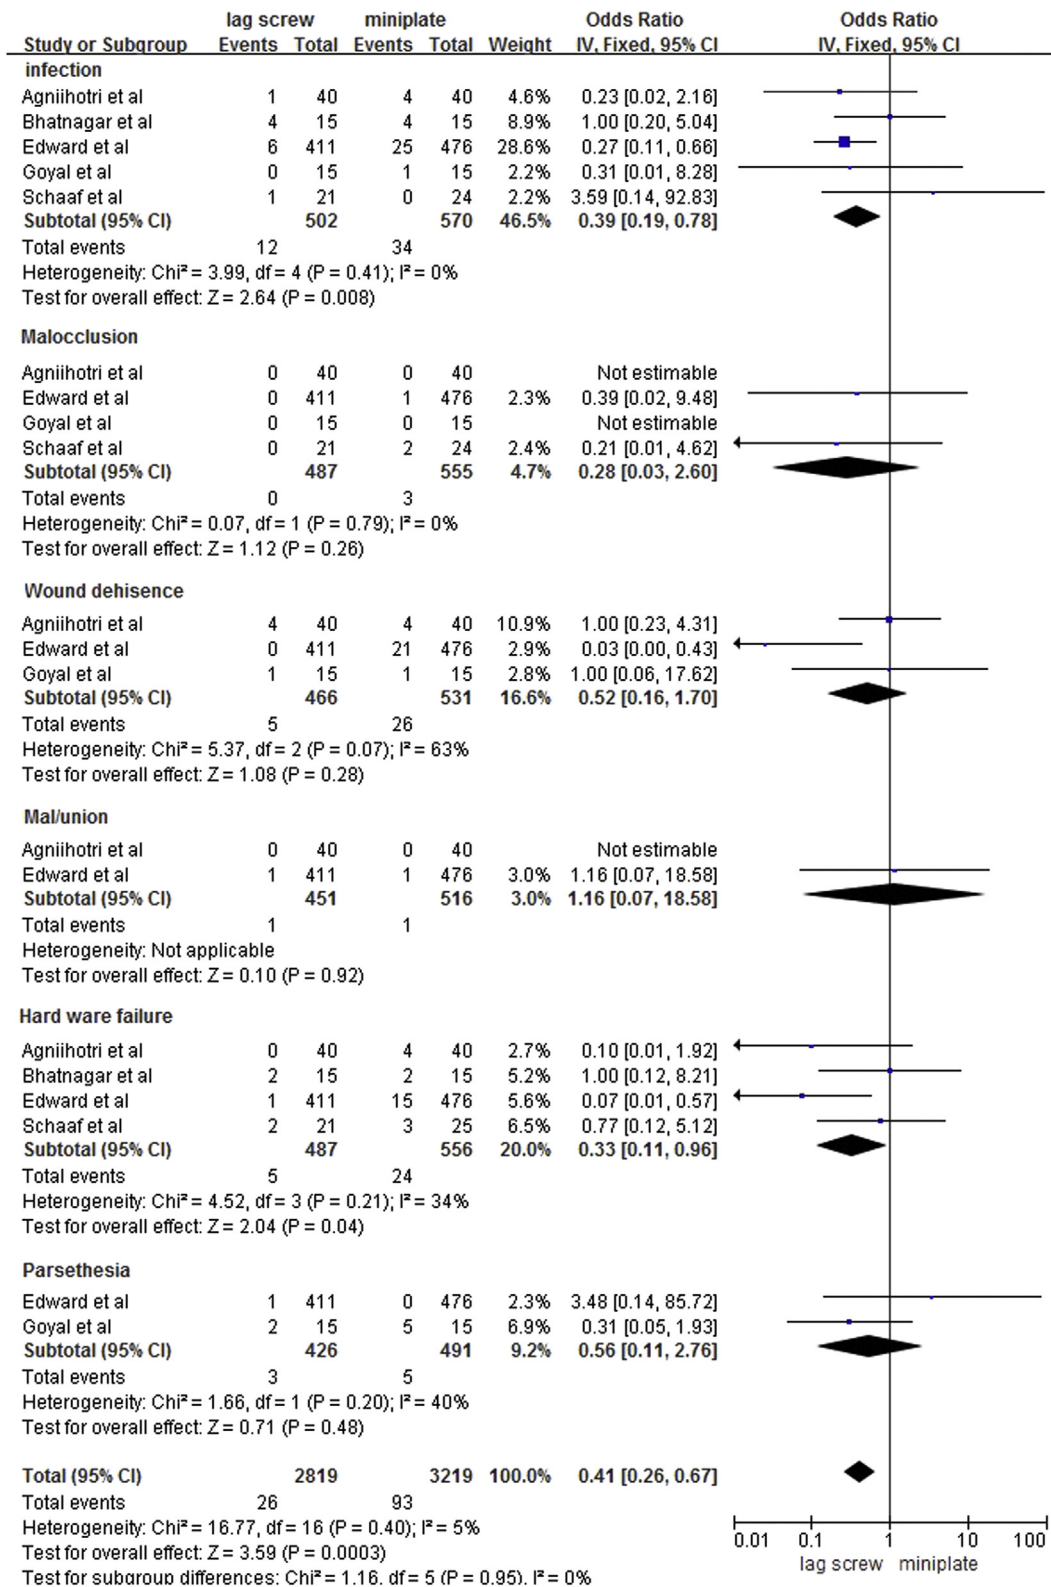 lag screw miniplate Odds Ratio Odds Ratio
Study or Subgroup Events Total Events Total Weight IV, Fixed, 95% CI IV, Fixed, 95% CI
infection
Agniihotri et al 1 40 4 40 4.6% 0.23 [0.02, 2.16]
Bhatnagar et al 4 15 4 15 8.9% 1.00 [0.20, 5.04]
Edward et al 6 411 25 476 28.6% 0.27 [0.11, 0.66]
Goyal et al 0 15 1 15 2.2% 0.31 [0.01, 8.28]
Schaaf et al 1 21 0 24 2.2% 3.59 [0.14, 92.83]
Subtotal (95% CI) 502 570 46.5% 0.39 [0.19, 0.78]
Total events 12 34
Heterogeneity: Chi² = 3.99, df = 4 (P = 0.41); I² = 0%
Test for overall effect: Z = 2.64 (P = 0.008)
Malocclusion
Agniihotri et al 0 40 0 40 Not estimable
Edward et al 0 411 1 476 2.3% 0.39 [0.02, 9.48]
Goyal et al 0 15 0 15 Not estimable
Schaaf et al 0 21 2 24 2.4% 0.21 [0.01, 4.62]
Subtotal (95% CI) 487 555 4.7% 0.28 [0.03, 2.60]
Total events 0 3
Heterogeneity: Chi² = 0.07, df = 1 (P = 0.79); I² = 0%
Test for overall effect: Z = 1.12 (P = 0.26)
Wound dehisence
Agniihotri et al 4 40 4 40 10.9% 1.00 [0.23, 4.31]
Edward et al 0 411 21 476 2.9% 0.03 [0.00, 0.43]
Goyal et al 1 15 1 15 2.8% 1.00 [0.06, 17.62]
Subtotal (95% CI) 466 531 16.6% 0.52 [0.16, 1.70]
Total events 5 26
Heterogeneity: Chi² = 5.37, df = 2 (P = 0.07); I² = 63%
Test for overall effect: Z = 1.08 (P = 0.28)
Mal/union
Agniihotri et al 0 40 0 40 Not estimable
Edward et al 1 411 1 476 3.0% 1.16 [0.07, 18.58]
Subtotal (95% CI) 451 516 3.0% 1.16 [0.07, 18.58]
Total events 1 1
Heterogeneity: Not applicable
Test for overall effect: Z = 0.10 (P = 0.92)
Hard ware failure
Agniihotri et al 0 40 4 40 2.7% 0.10 [0.01, 1.92]
Bhatnagar et al 2 15 2 15 5.2% 1.00 [0.12, 8.21]
Edward et al 1 411 15 476 5.6% 0.07 [0.01, 0.57]
Schaaf et al 2 21 3 25 6.5% 0.77 [0.12, 5.12]
Subtotal (95% CI) 487 556 20.0% 0.33 [0.11, 0.96]
Total events 5 24
Heterogeneity: Chi² = 4.52, df = 3 (P = 0.21); I² = 34%
Test for overall effect: Z = 2.04 (P = 0.04)
Parsethesia
Edward et al 1 411 0 476 2.3% 3.48 [0.14, 85.72]
Goyal et al 2 15 5 15 6.9% 0.31 [0.05, 1.93]
Subtotal (95% CI) 426 491 9.2% 0.56 [0.11, 2.76]
Total events 3 5
Heterogeneity: Chi² = 1.66, df = 1 (P = 0.20); I² = 40%
Test for overall effect: Z = 0.71 (P = 0.48)
Total (95% CI) 2819 3219 100.0% 0.41 [0.26, 0.67]
Total events 26 93
Heterogeneity: Chi² = 16.77, df = 16 (P = 0.40); I² = 5%
Test for overall effect: Z = 3.59 (P = 0.0003)
Test for subgroup differences: Chi² = 1.16, df = 5 (P = 0.95), I² = 0%
0.01 0.1 1 10 100
lag screw miniplate